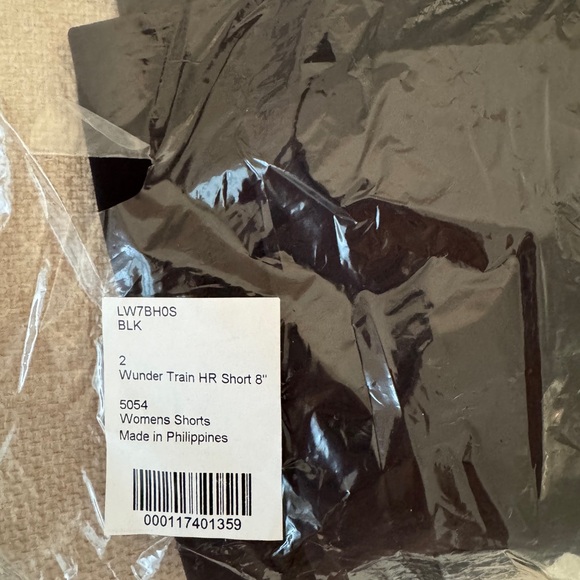 LW7BH0S
BLK
2
Wunder Train HR Short 8"
5054
Womens Shorts
Made in Philippines
000117401359